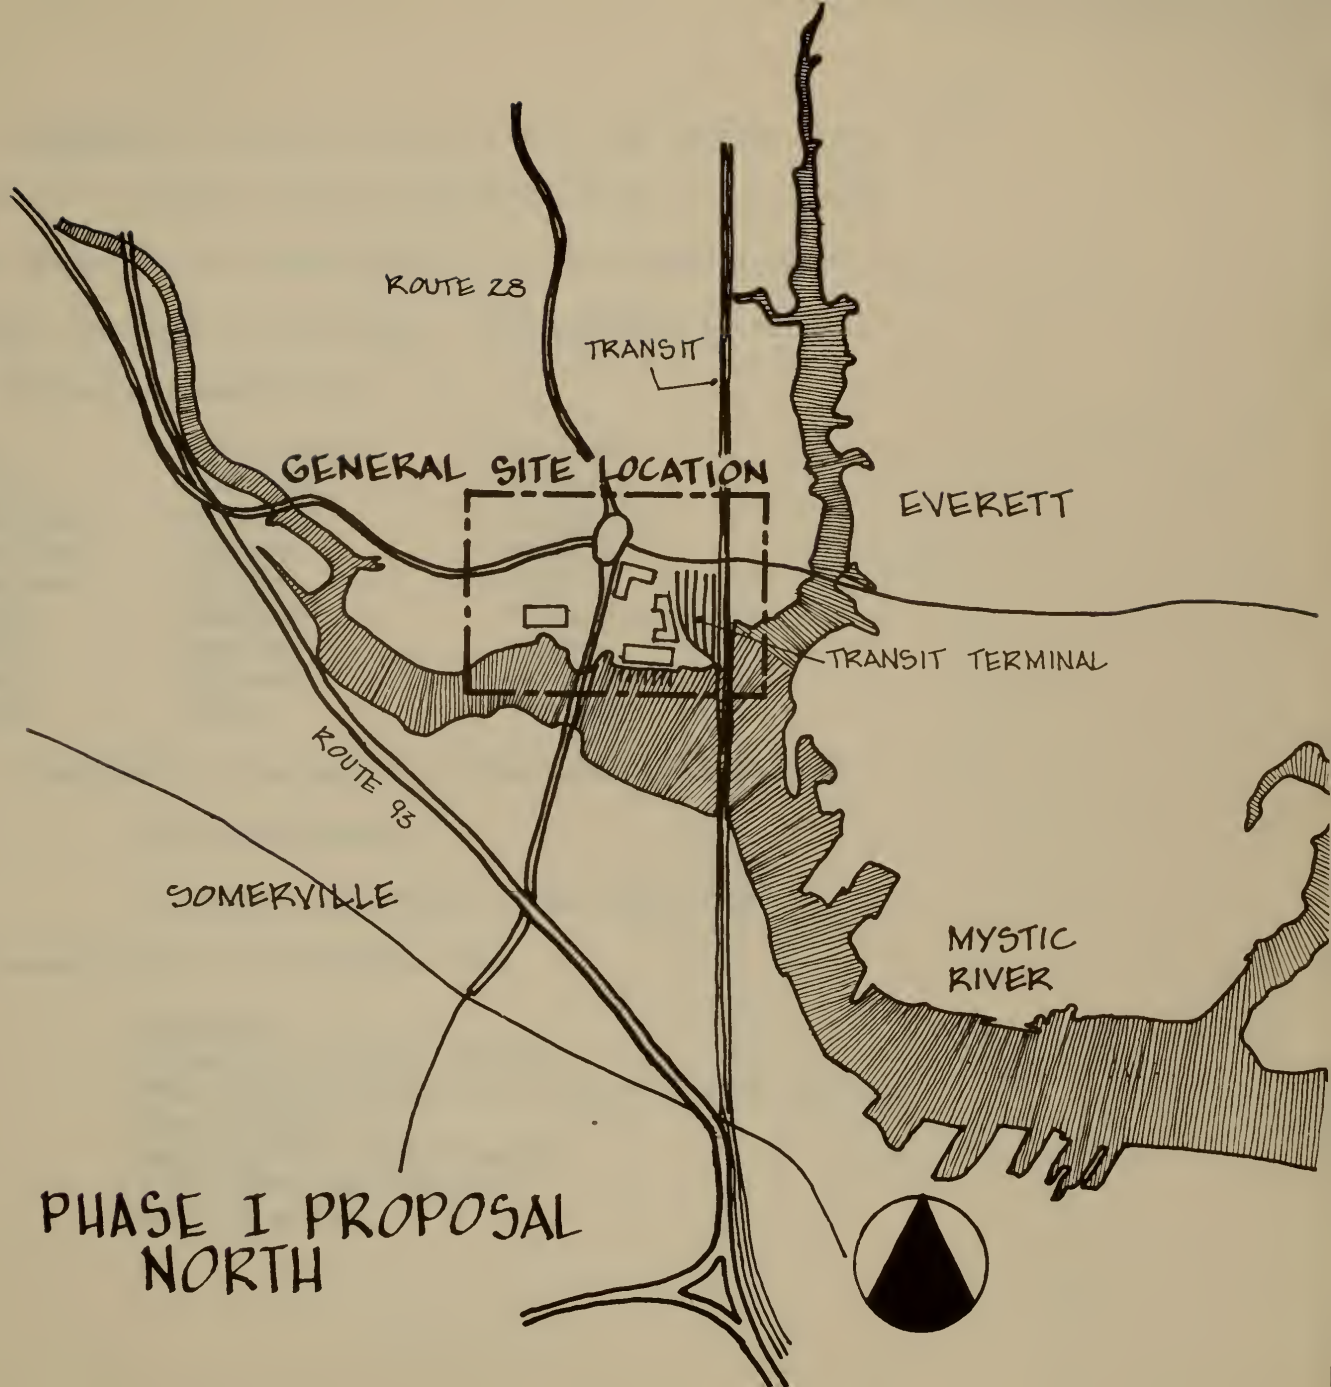 ROUTE 28
TRANSIT
GENERAL SITE LOCATION
EVERETT
TRANSIT TERMINAL
ROUTE 93
SOMERVILLE
MYSTIC
RIVER
PHASE I PROPOSAL
NORTH